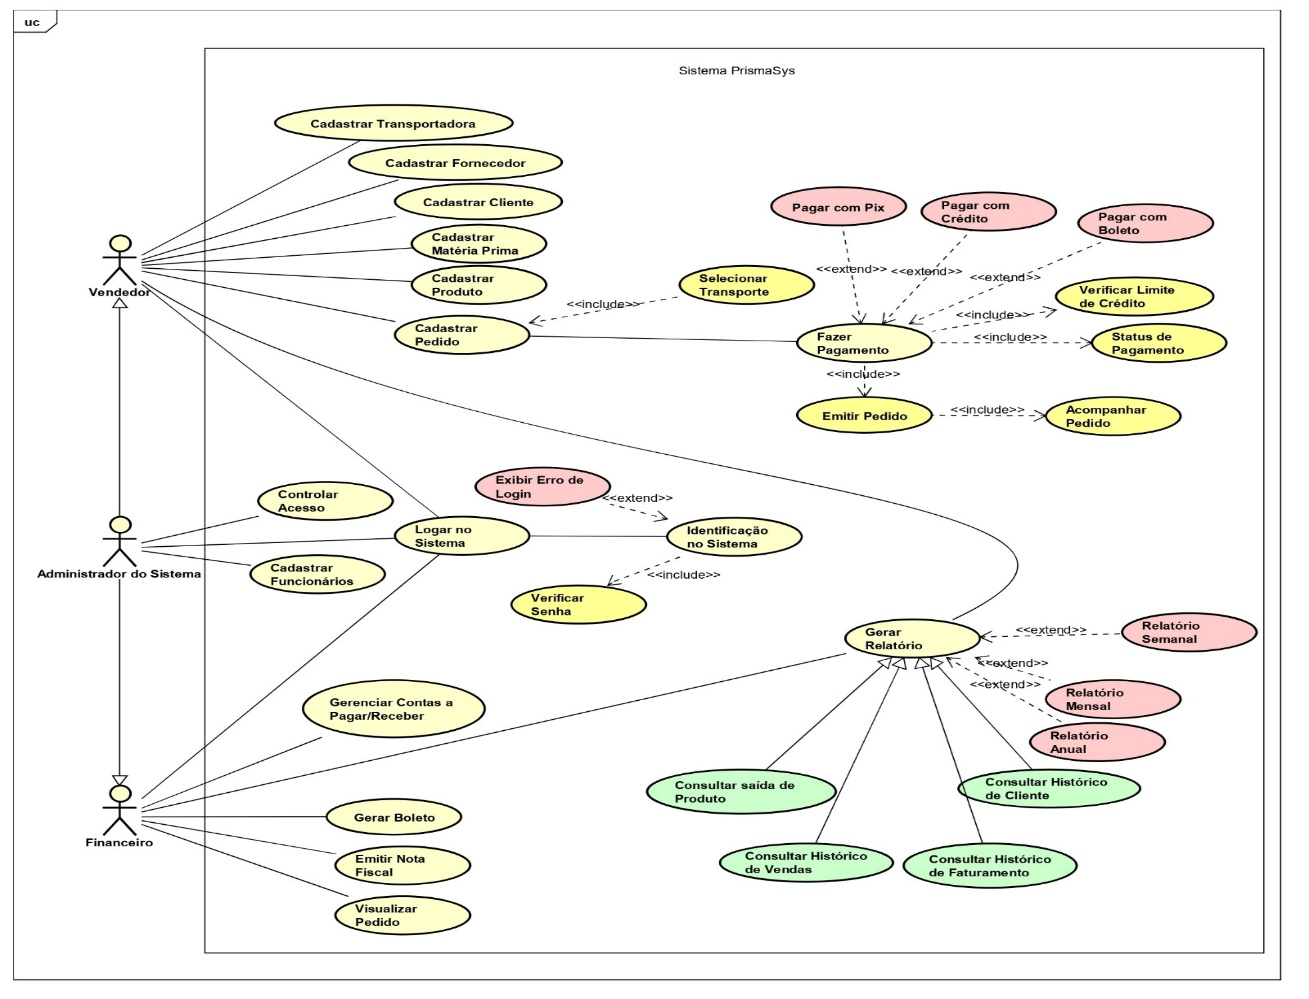 uc
Sistema PrismaSys
Cadastrar Transportadora
Cadastrar Fornecedor
Cadastrar Cliente
Cadastrar
Matéria Prima
Cadastrar
Produto
Cadastrar
Pedido
Vendedor
Selecionar
Transporte
<<include>>
Pagar com Pix
Pagar com
Crédito
Pagar com
Boleto
<<extend>>
<<extend>>
<<extend>>
Verificar Limite
de Crédito
<<include>>
Fazer
Pagamento
<<include>>
Status de
Pagamento
<<include>>
Emitir Pedido
<<include>>
Acompanhar
Pedido
Exibir Erro de
Login
<<extend>>
Controlar
Acesso
Logar no
Sistema
Identificação
no Sistema
Administrador do Sistema
Cadastrar
Funcionários
<<include>>
Verificar
Senha
Gerar
Relatório
<<extend>>
Relatório
Semanal
<<extend>>
<<extend>>
Relatório
Mensal
Relatório
Anual
Gerenciar Contas a
Pagar/Receber
Consultar saída de
Produto
Consultar Histórico
de Cliente
Gerar Boleto
Financeiro
Emitir Nota
Fiscal
Consultar Histórico
de Vendas
Consultar Histórico
de Faturamento
Visualizar
Pedido